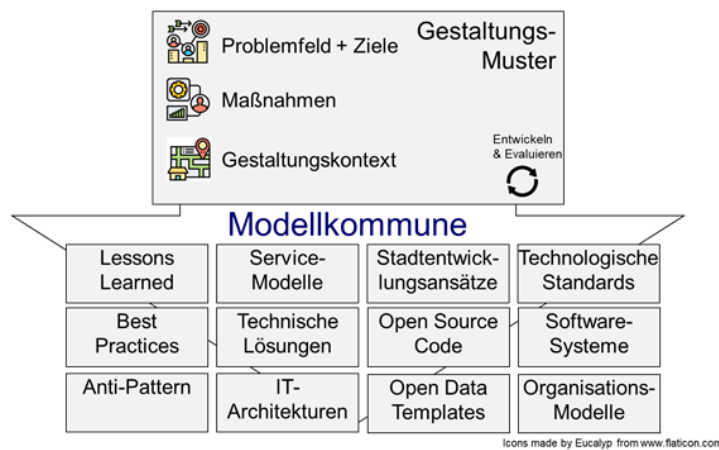 Problemfeld + Ziele
Gestaltungs-
Muster
Maßnahmen
Gestaltungskontext
Entwickeln
& Evaluieren
Modellkommune
Lessons
Learned
Service-
Modelle
Stadtentwick-
lungsansätze
Technologische
Standards
Best
Practices
Technische
Lösungen
Open Source
Code
Software-
Systeme
Anti-Pattern
IT-
Architekturen
Open Data
Templates
Organisations-
Modelle
Icons made by Eucalyp from www.flaticon.com